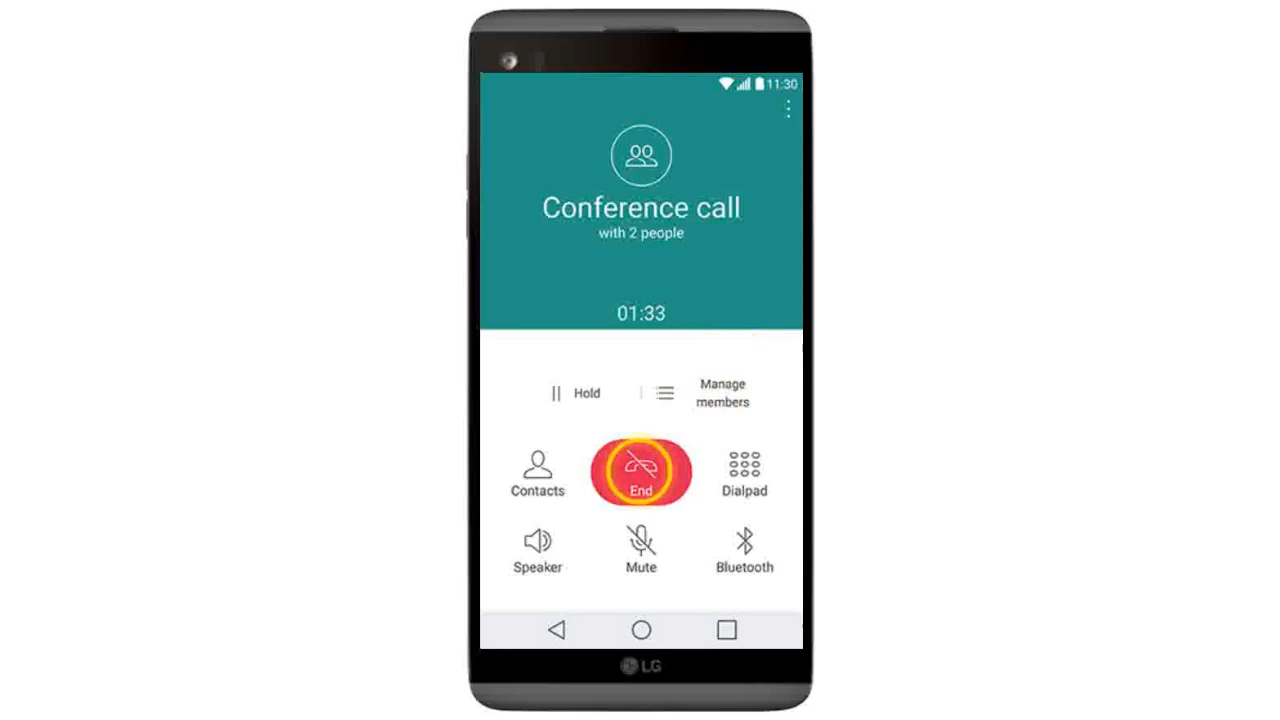 11:30
Conference call
with 2 people
01:33
Hold
Manage
members
Contacts
End
Dialpad
Speaker
Mute
Bluetooth
LG